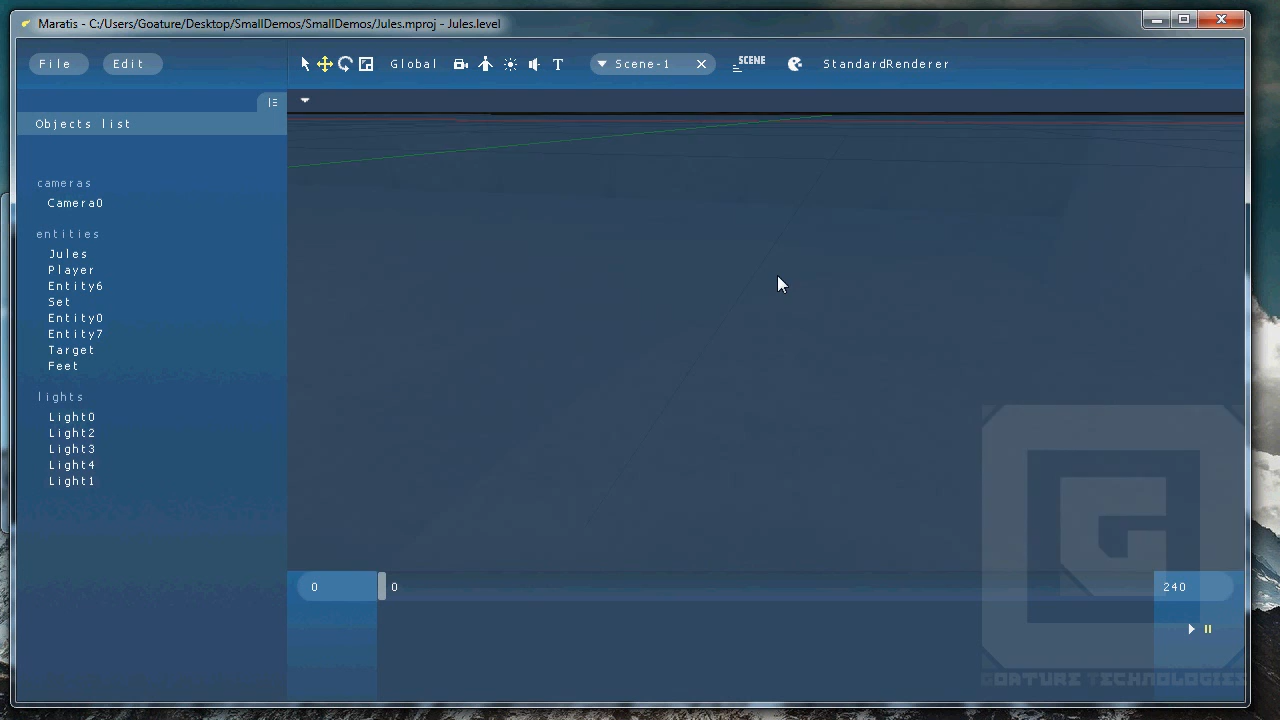 Maratis - C:/Users/Goature/Desktop/SmallDemos/SmallDemos/Jules.mproj - Jules.level
File Edit Global T Scene-1 SCENE StandardRenderer
Objects list
cameras
Camera0
entities
Jules
Player
Entity6
Set
Entity0
Entity7
Target
Feet
lights
Light0
Light2
Light3
Light4
Light1
0 0 240
GOATURE TECHNOLOGIES